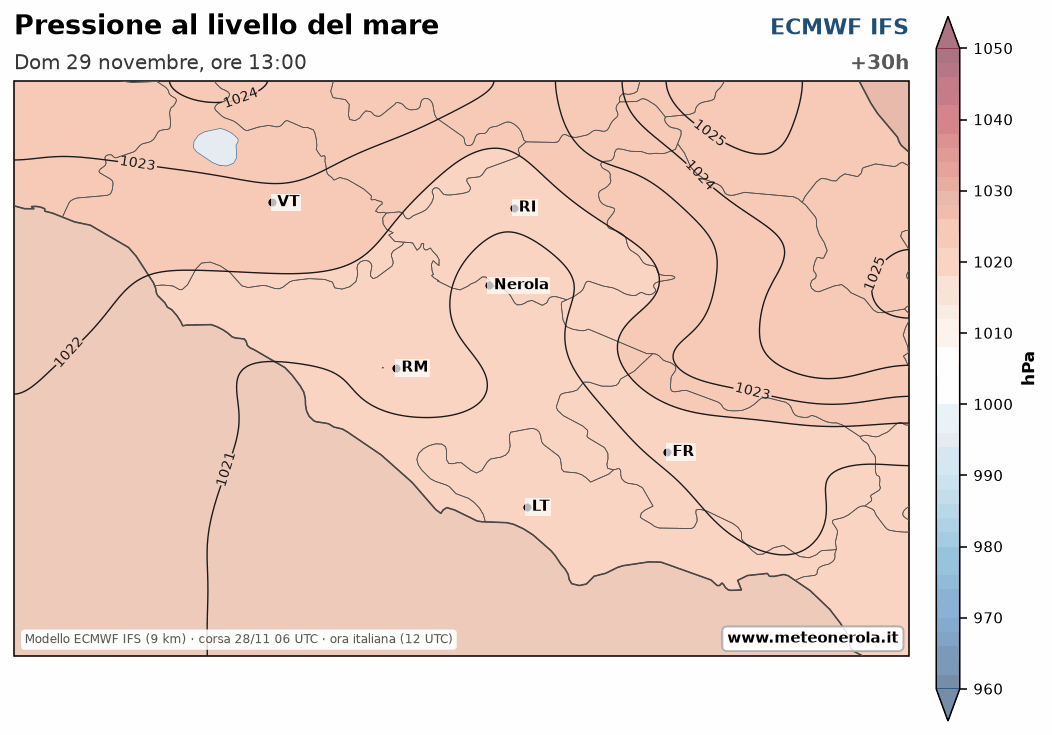 Pressione al livello del mare
ECMWF IFS
Dom 29 novembre, ore 13:00
+30h
1024
1025
1023
1024
VT
RI
1025
Nerola
1022
RM
1023
FR
1021
LT
Modello ECMWF IFS (9 km) · corsa 28/11 06 UTC · ora italiana (12 UTC)
www.meteonerola.it
1050
1040
1030
1020
1010
1000
990
980
970
960
hPa